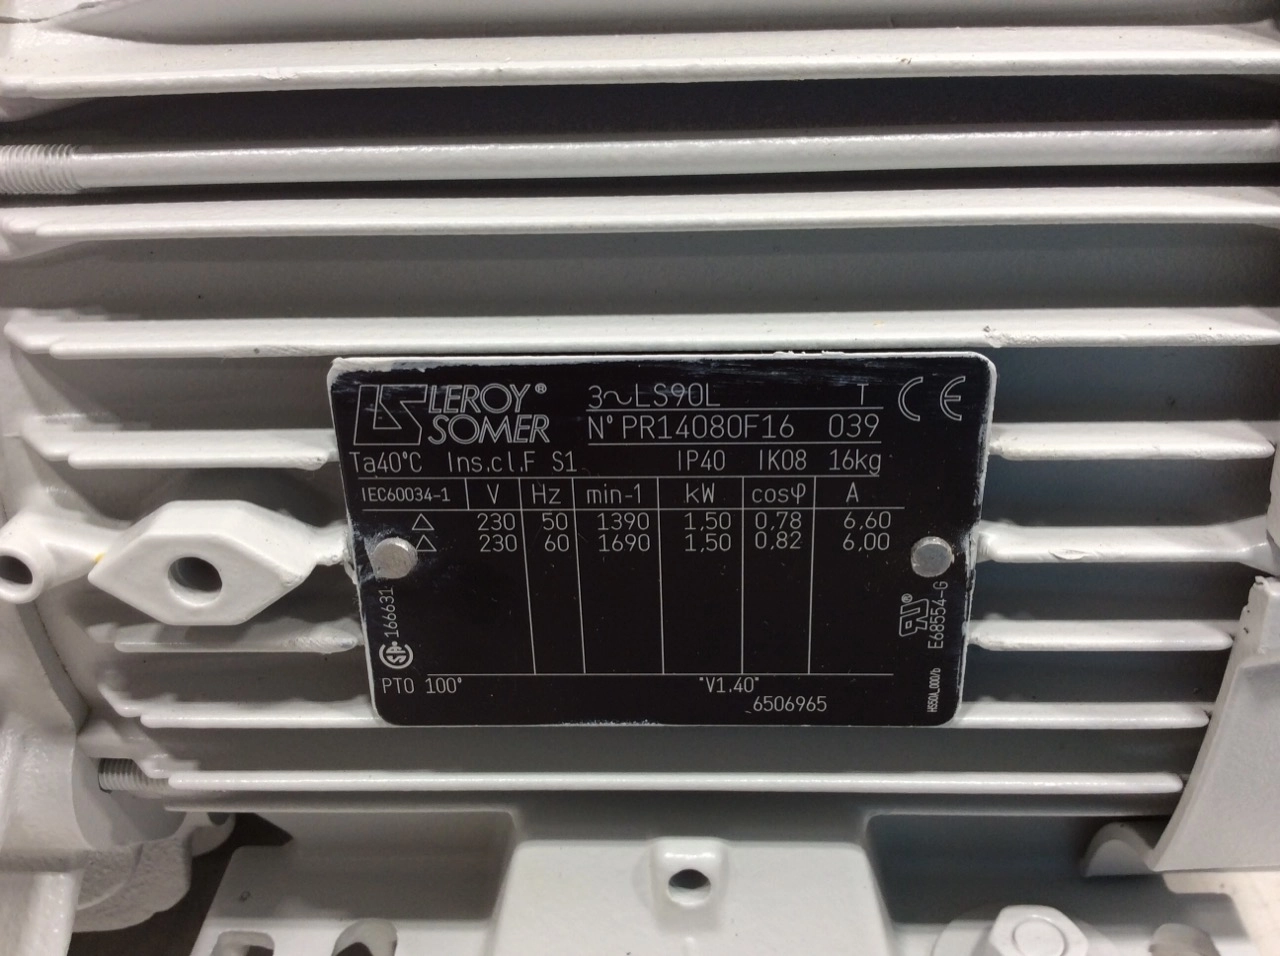 LS LEROY® SOMER
3~LS90L T CE
N° PR14080F16 039
Ta40°C Ins.cl.F S1 IP40 IK08 16kg
IEC60034-1 V Hz min-1 kW cosφ A
△ 230 50 1390 1,50 0,78 6,60
△ 230 60 1690 1,50 0,82 6,00
166631
E68554-G
PTO 100° "V1.40"
6506965